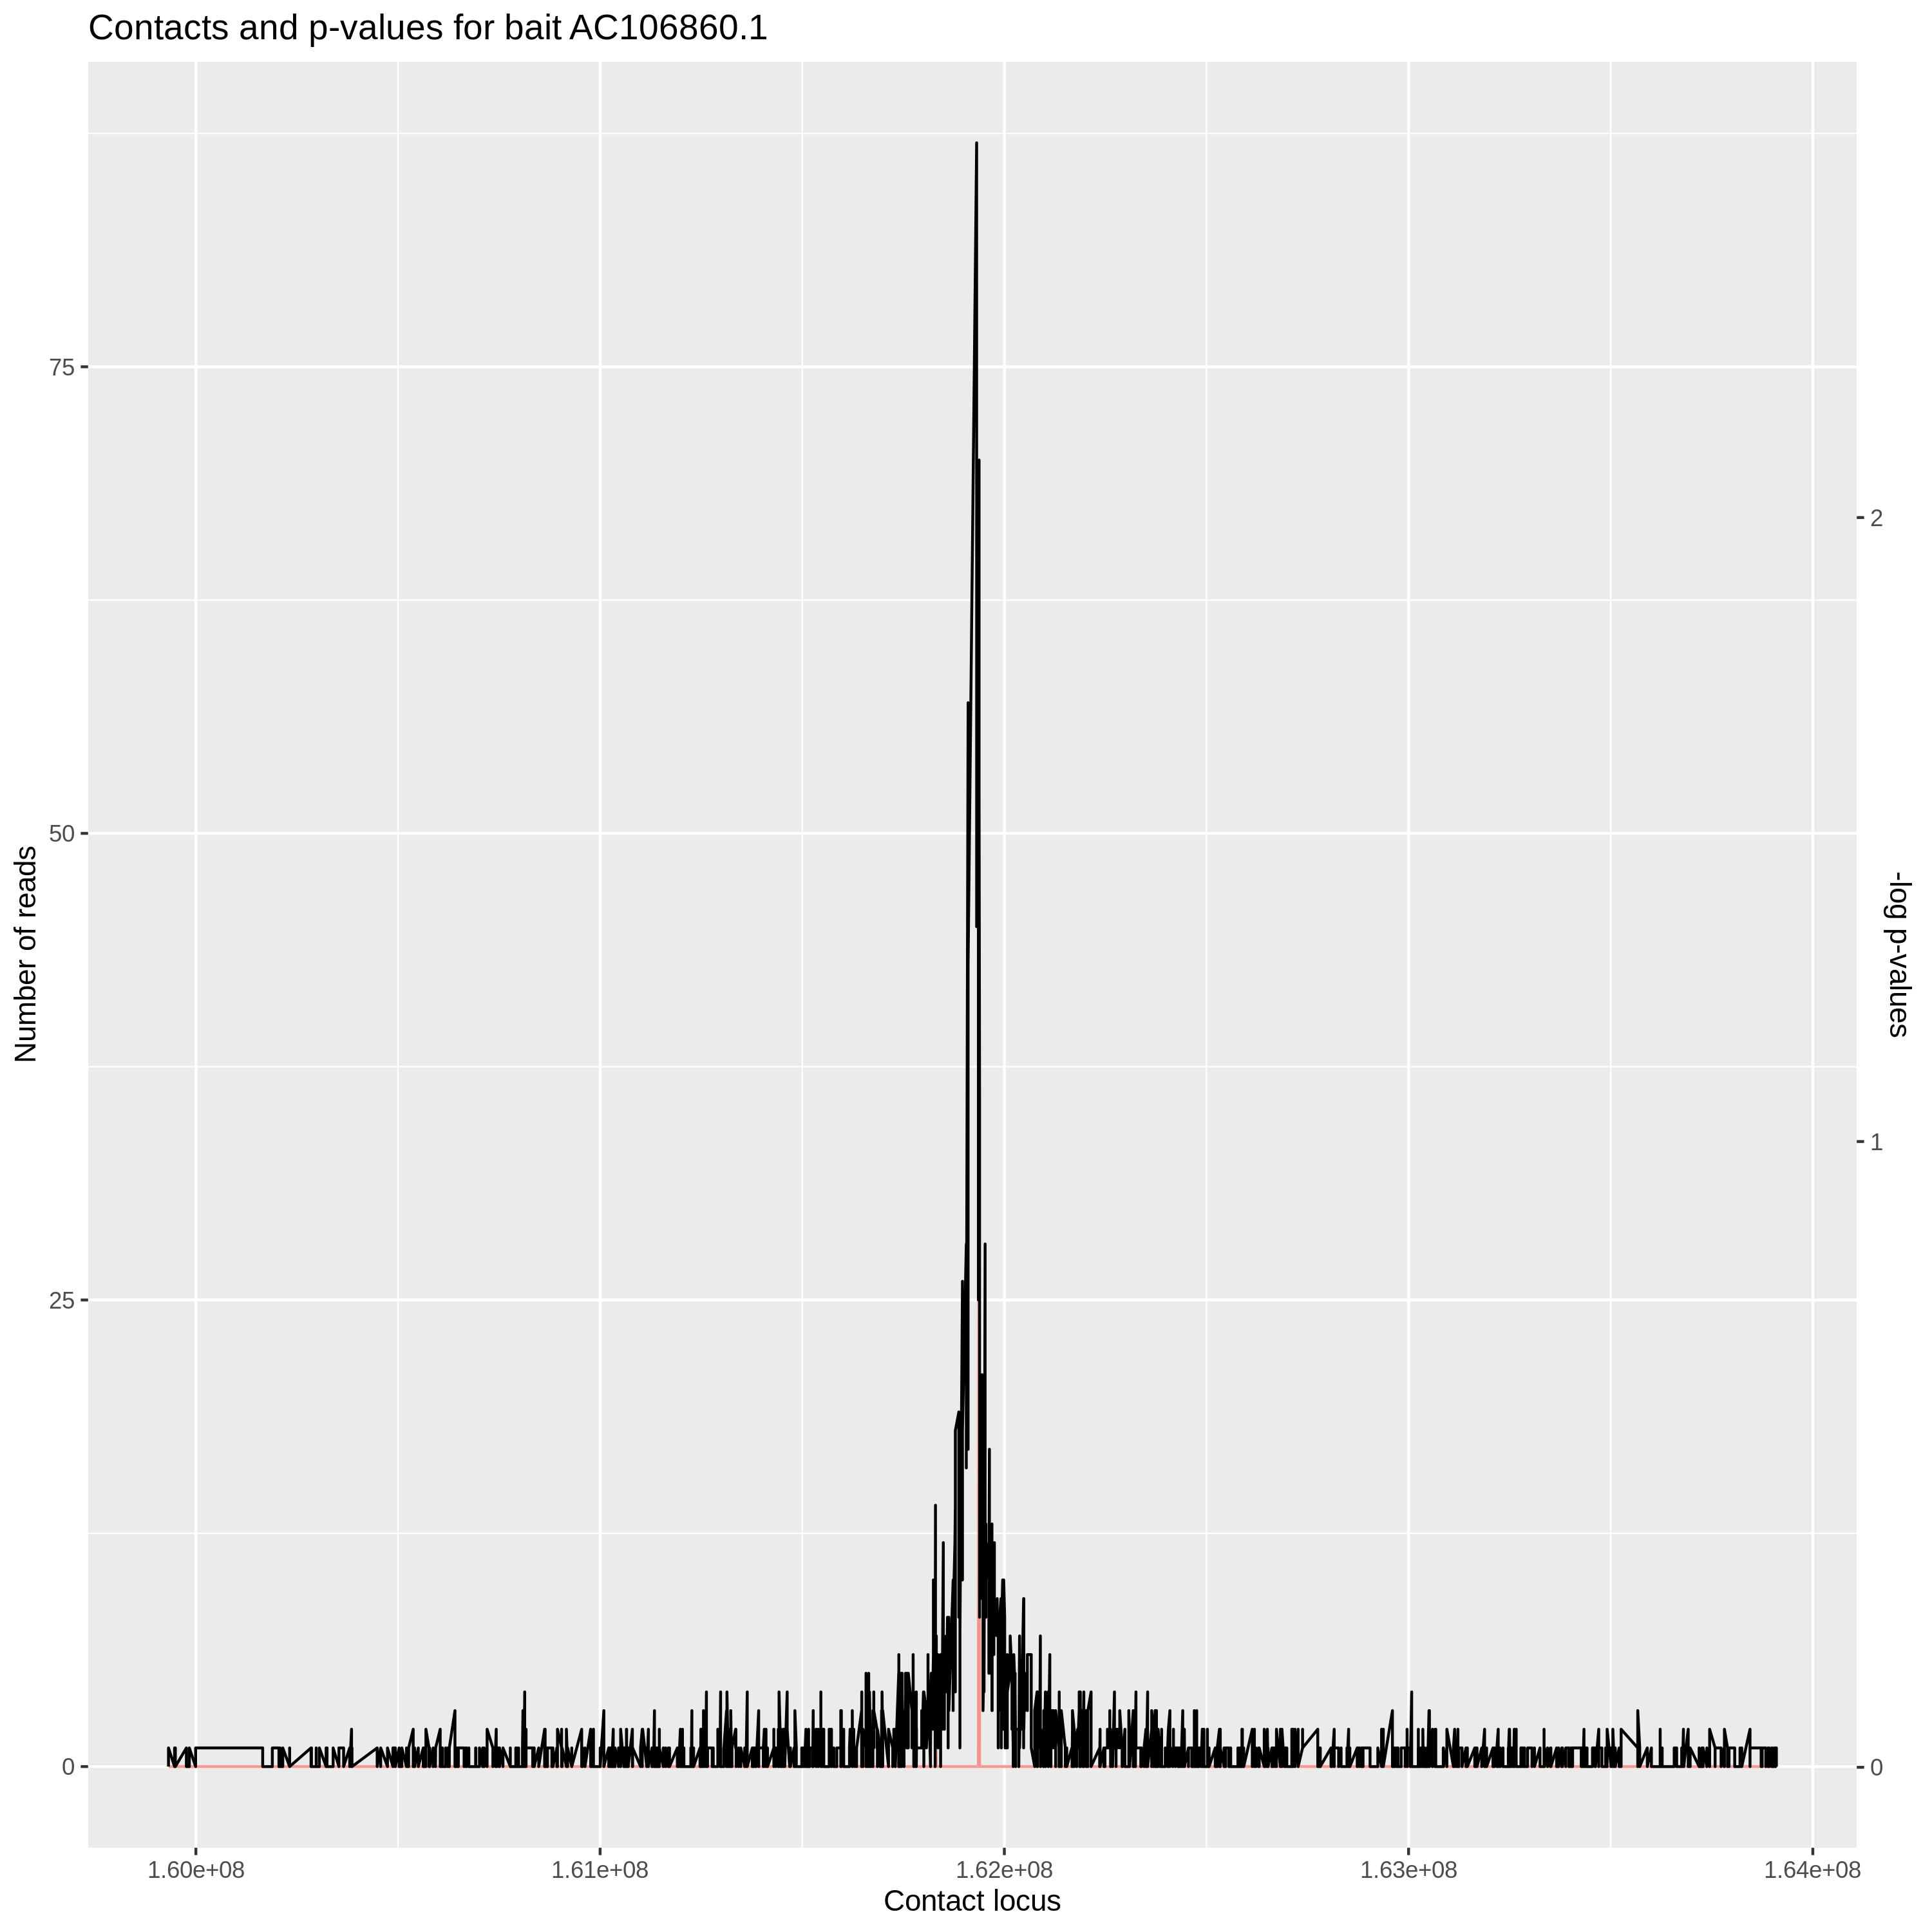 Contacts and p-values for bait AC106860.1
75
50
25
0
Number of reads
2
1
0
-log p-values
1.60e+08
1.61e+08
1.62e+08
1.63e+08
1.64e+08
Contact locus